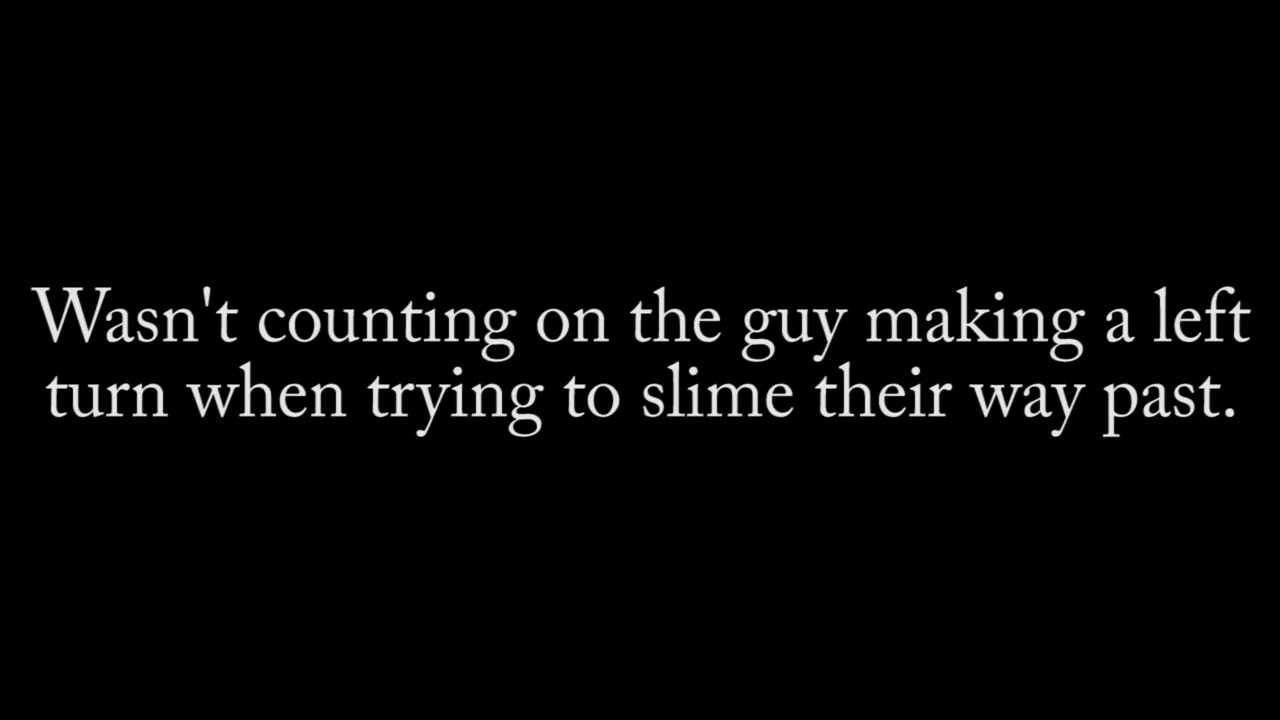 Wasn't counting on the guy making a left
turn when trying to slime their way past.